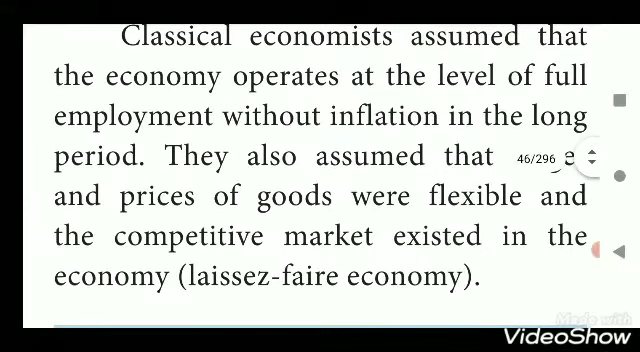 Classical economists assumed that
the economy operates at the level of full
employment without inflation in the long
period. They also assumed that 46/296
and prices of goods were flexible and
the competitive market existed in the
economy (laissez-faire economy).
Made with
VideoShow